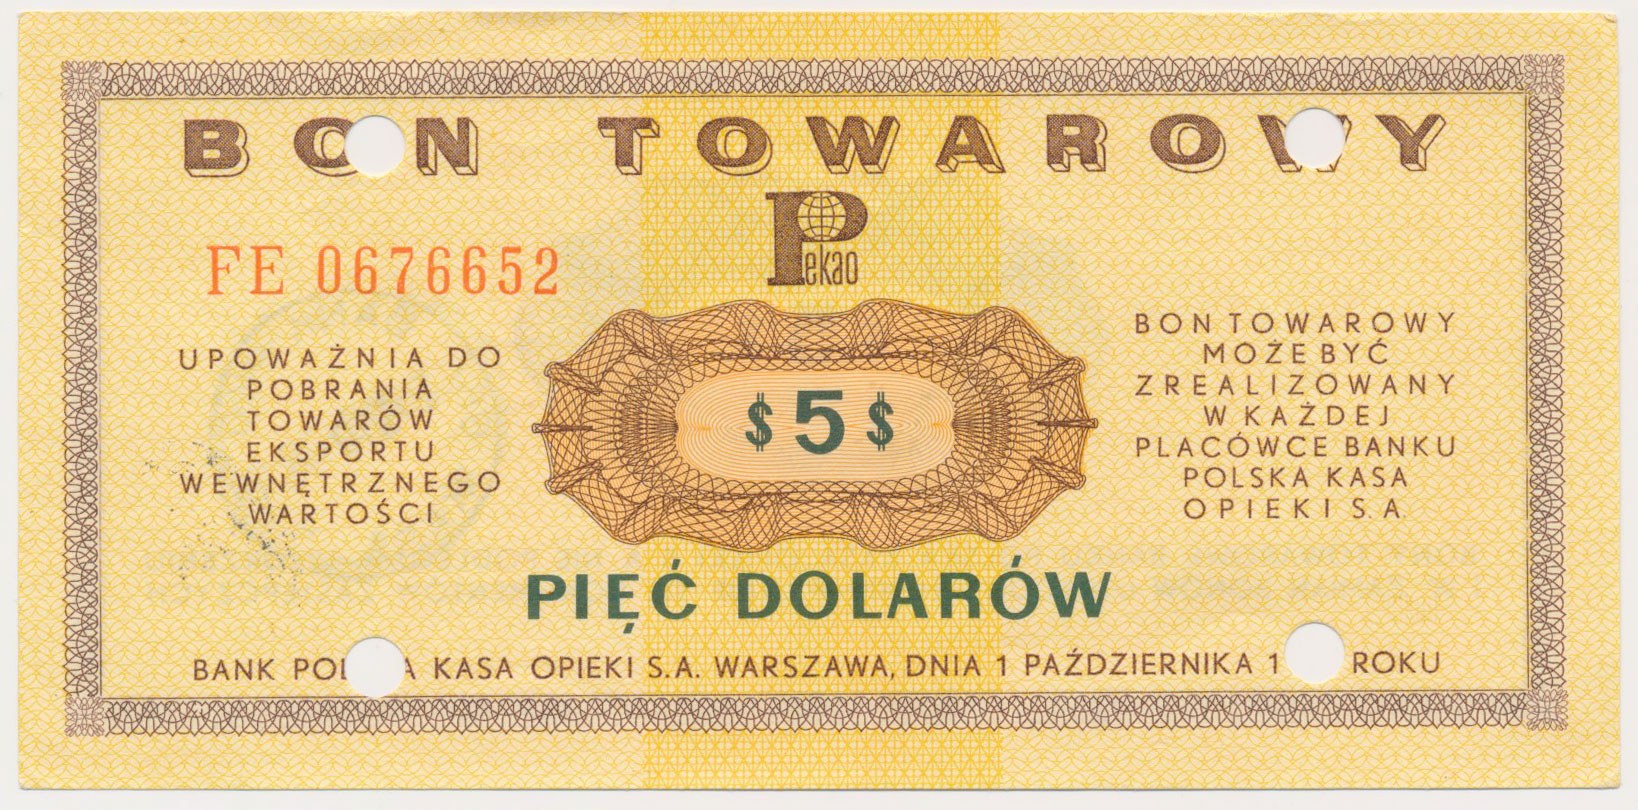 BON TOWAROWY
Pekao
FE 0676652
UPOWAŻNIA DO
POBRANIA
TOWARÓW
EKSPORTU
WEWNĘTRZNEGO
WARTOŚCI
$5$
BON TOWAROWY
MOŻE BYĆ
ZREALIZOWANY
W KAŻDEJ
PLACÓWCE BANKU
POLSKA KASA
OPIEKI S.A.
PIĘĆ DOLARÓW
BANK POLSKA KASA OPIEKI S.A. WARSZAWA, DNIA 1 PAŹDZIERNIKA 1 ROKU